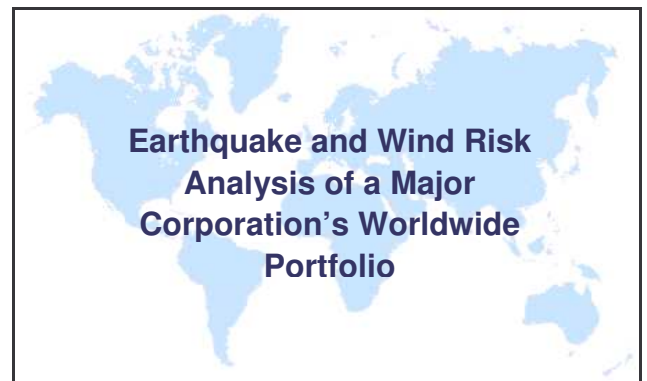 Earthquake and Wind Risk
Analysis of a Major
Corporation's Worldwide
Portfolio